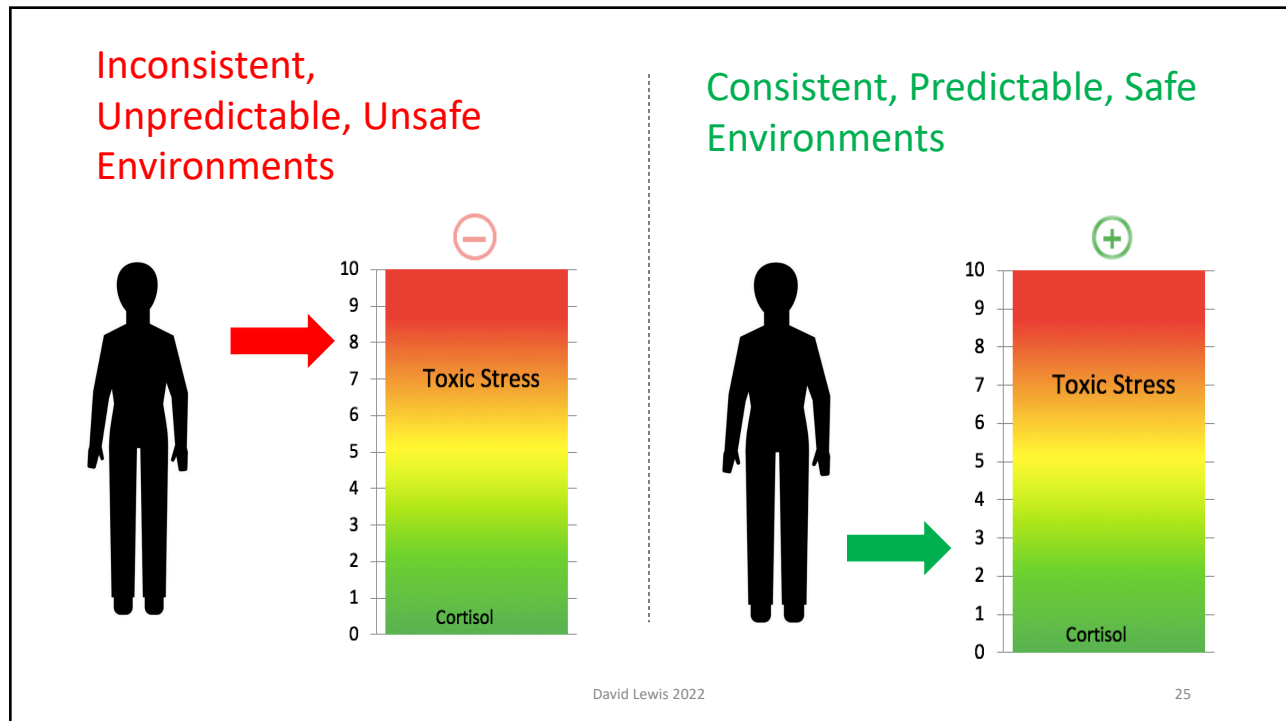 Inconsistent,
Unpredictable, Unsafe
Environments
10
9
8
7
6
5
4
3
2
1
0
Toxic Stress
Cortisol
Consistent, Predictable, Safe
Environments
10
9
8
7
6
5
4
3
2
1
0
Toxic Stress
Cortisol
David Lewis 2022
25